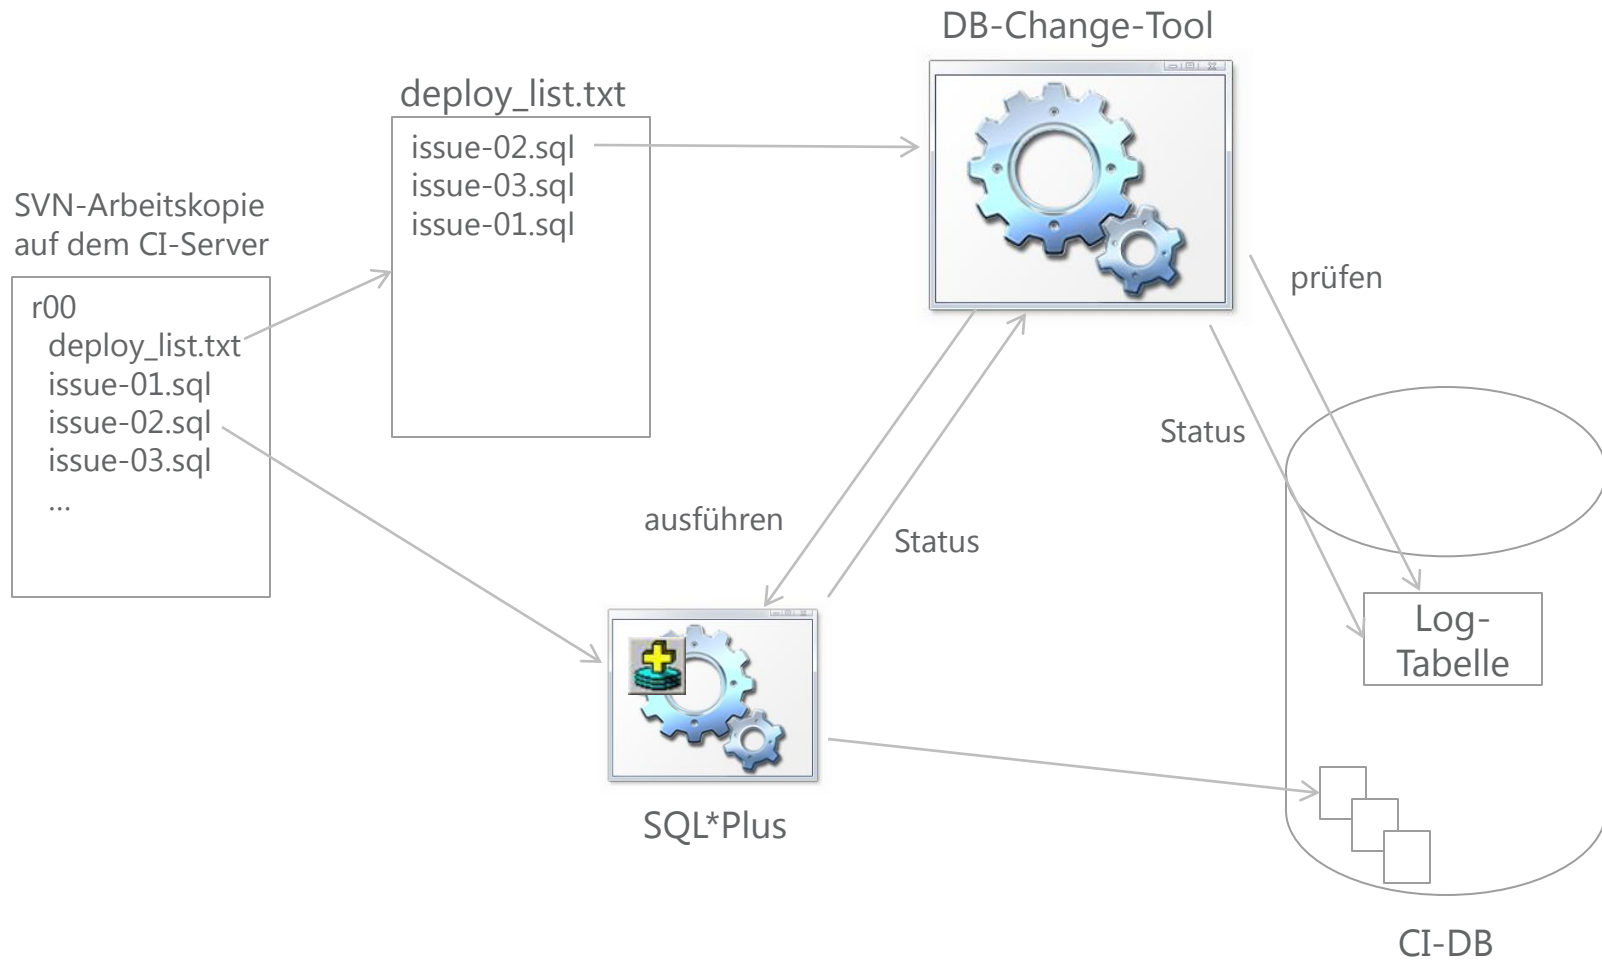 DB-Change-Tool
deploy_list.txt
issue-02.sql
issue-03.sql
issue-01.sql
SVN-Arbeitskopie
auf dem CI-Server
r00
deploy_list.txt
issue-01.sql
issue-02.sql
issue-03.sql
...
prüfen
Status
ausführen
Status
Log-
Tabelle
SQL*Plus
CI-DB